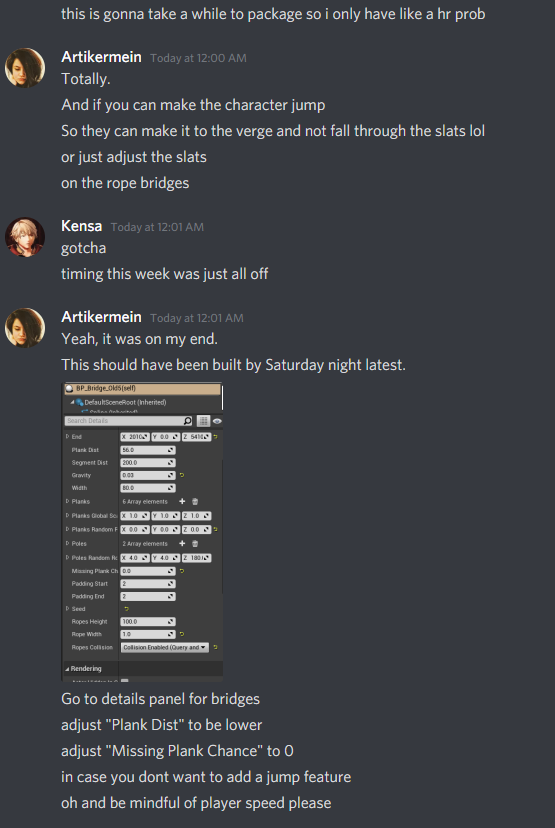 this is gonna take a while to package so i only have like a hr prob
Artikermein Today at 12:00 AM
Totally.
And if you can make the character jump
So they can make it to the verge and not fall through the slats lol
or just adjust the slats
on the rope bridges
Kensa Today at 12:01 AM
gotcha
timing this week was just all off
Artikermein Today at 12:01 AM
Yeah, it was on my end.
This should have been built by Saturday night latest.
BP_Bridge_Old5(self)
DefaultSceneRoot (Inherited)
Search Details
End X 2010 Y 0.0 Z 5410
Plank Dist 56.0
Segment Dist 200.0
Gravity 0.03
Width 80.0
Planks 6 Array elements
Planks Global Sc X 1.0 Y 1.0 Z 1.0
Planks Random R X 0.0 Y 0.0 Z 0.0
Poles 2 Array elements
Poles Random Ro X 4.0 Y 4.0 Z 180.
Missing Plank Ch 0.0
Padding Start 2
Padding End 2
Seed
Ropes Height 100.0
Rope Width 1.0
Ropes Collision Collision Enabled (Query and
Rendering
Go to details panel for bridges
adjust "Plank Dist" to be lower
adjust "Missing Plank Chance" to 0
in case you dont want to add a jump feature
oh and be mindful of player speed please